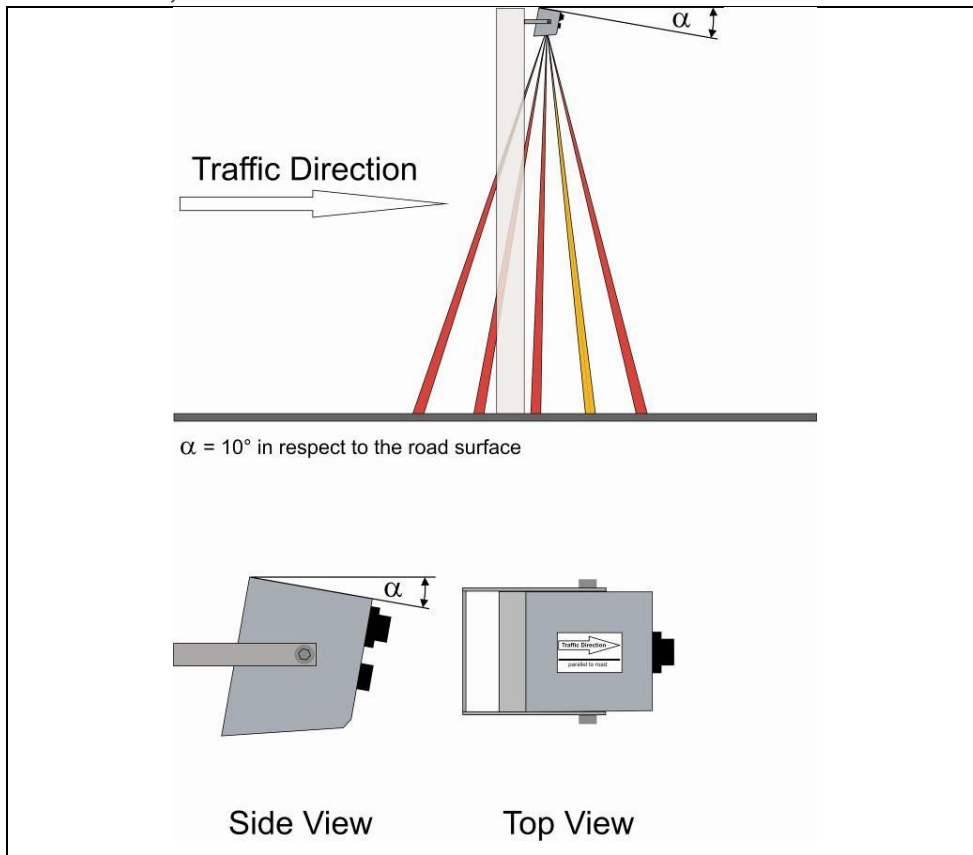 α
Traffic Direction
α = 10° in respect to the road surface
α
Traffic Direction
parallel to road
Side View
Top View